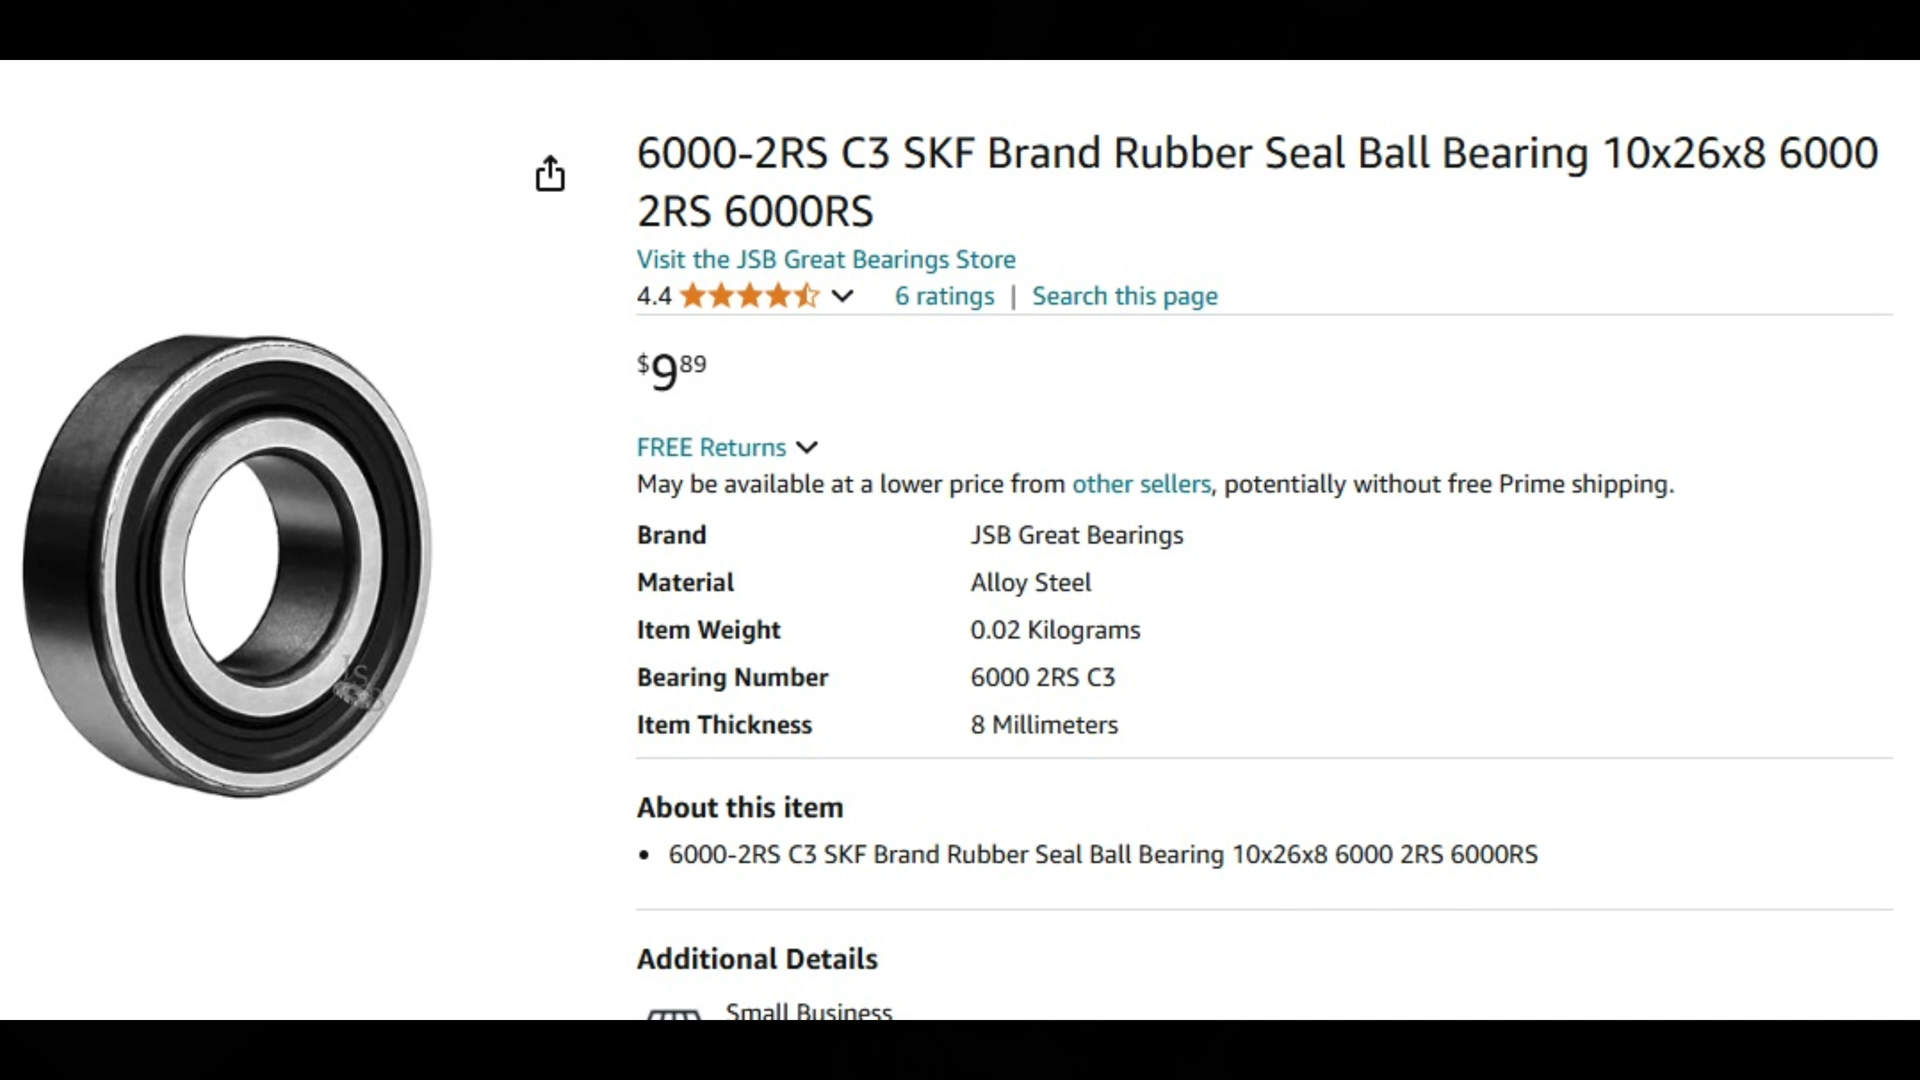 6000-2RS C3 SKF Brand Rubber Seal Ball Bearing 10x26x8 6000
2RS 6000RS
Visit the JSB Great Bearings Store
4.4 6 ratings | Search this page
$9 89
FREE Returns
May be available at a lower price from other sellers, potentially without free Prime shipping.
Brand JSB Great Bearings
Material Alloy Steel
Item Weight 0.02 Kilograms
Bearing Number 6000 2RS C3
Item Thickness 8 Millimeters
About this item
• 6000-2RS C3 SKF Brand Rubber Seal Ball Bearing 10x26x8 6000 2RS 6000RS
Additional Details
Small Business
JSB